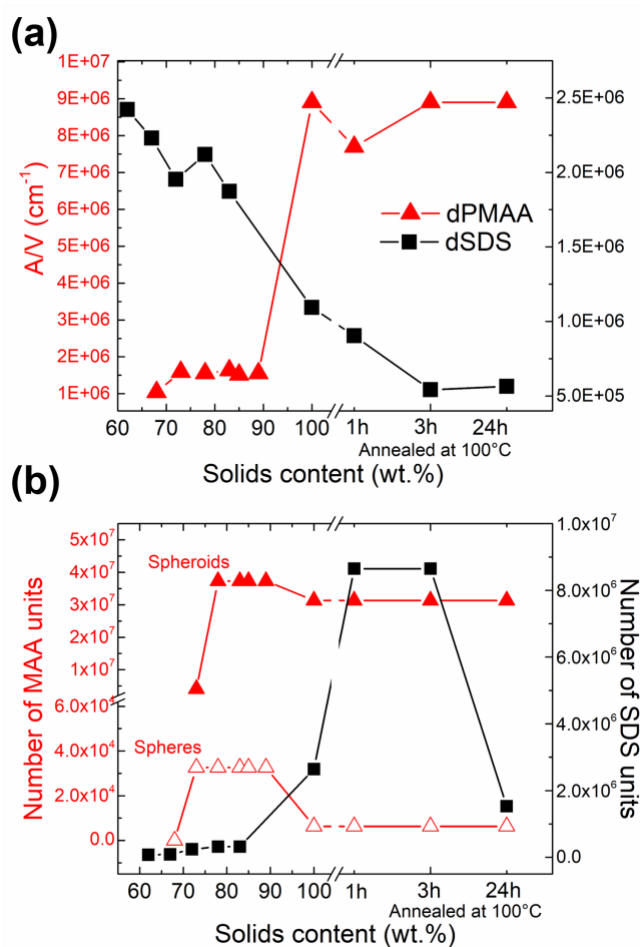 (a)
1E+07
9E+06
8E+06
7E+06
6E+06
5E+06
4E+06
3E+06
2E+06
1E+06
A/V (cm⁻¹)
2.5E+06
2.0E+06
1.5E+06
1.0E+06
5.0E+05
dPMAA
dSDS
60 70 80 90 100 1h 3h 24h
Annealed at 100°C
Solids content (wt.%)
(b)
5x10⁷
4x10⁷
3x10⁷
2x10⁷
1x10⁷
6.0x10⁴
4.0x10⁴
2.0x10⁴
0.0
Number of MAA units
Spheroids
Spheres
1.0x10⁷
8.0x10⁶
6.0x10⁶
4.0x10⁶
2.0x10⁶
0.0
Number of SDS units
60 70 80 90 100 1h 3h 24h
Annealed at 100°C
Solids content (wt.%)